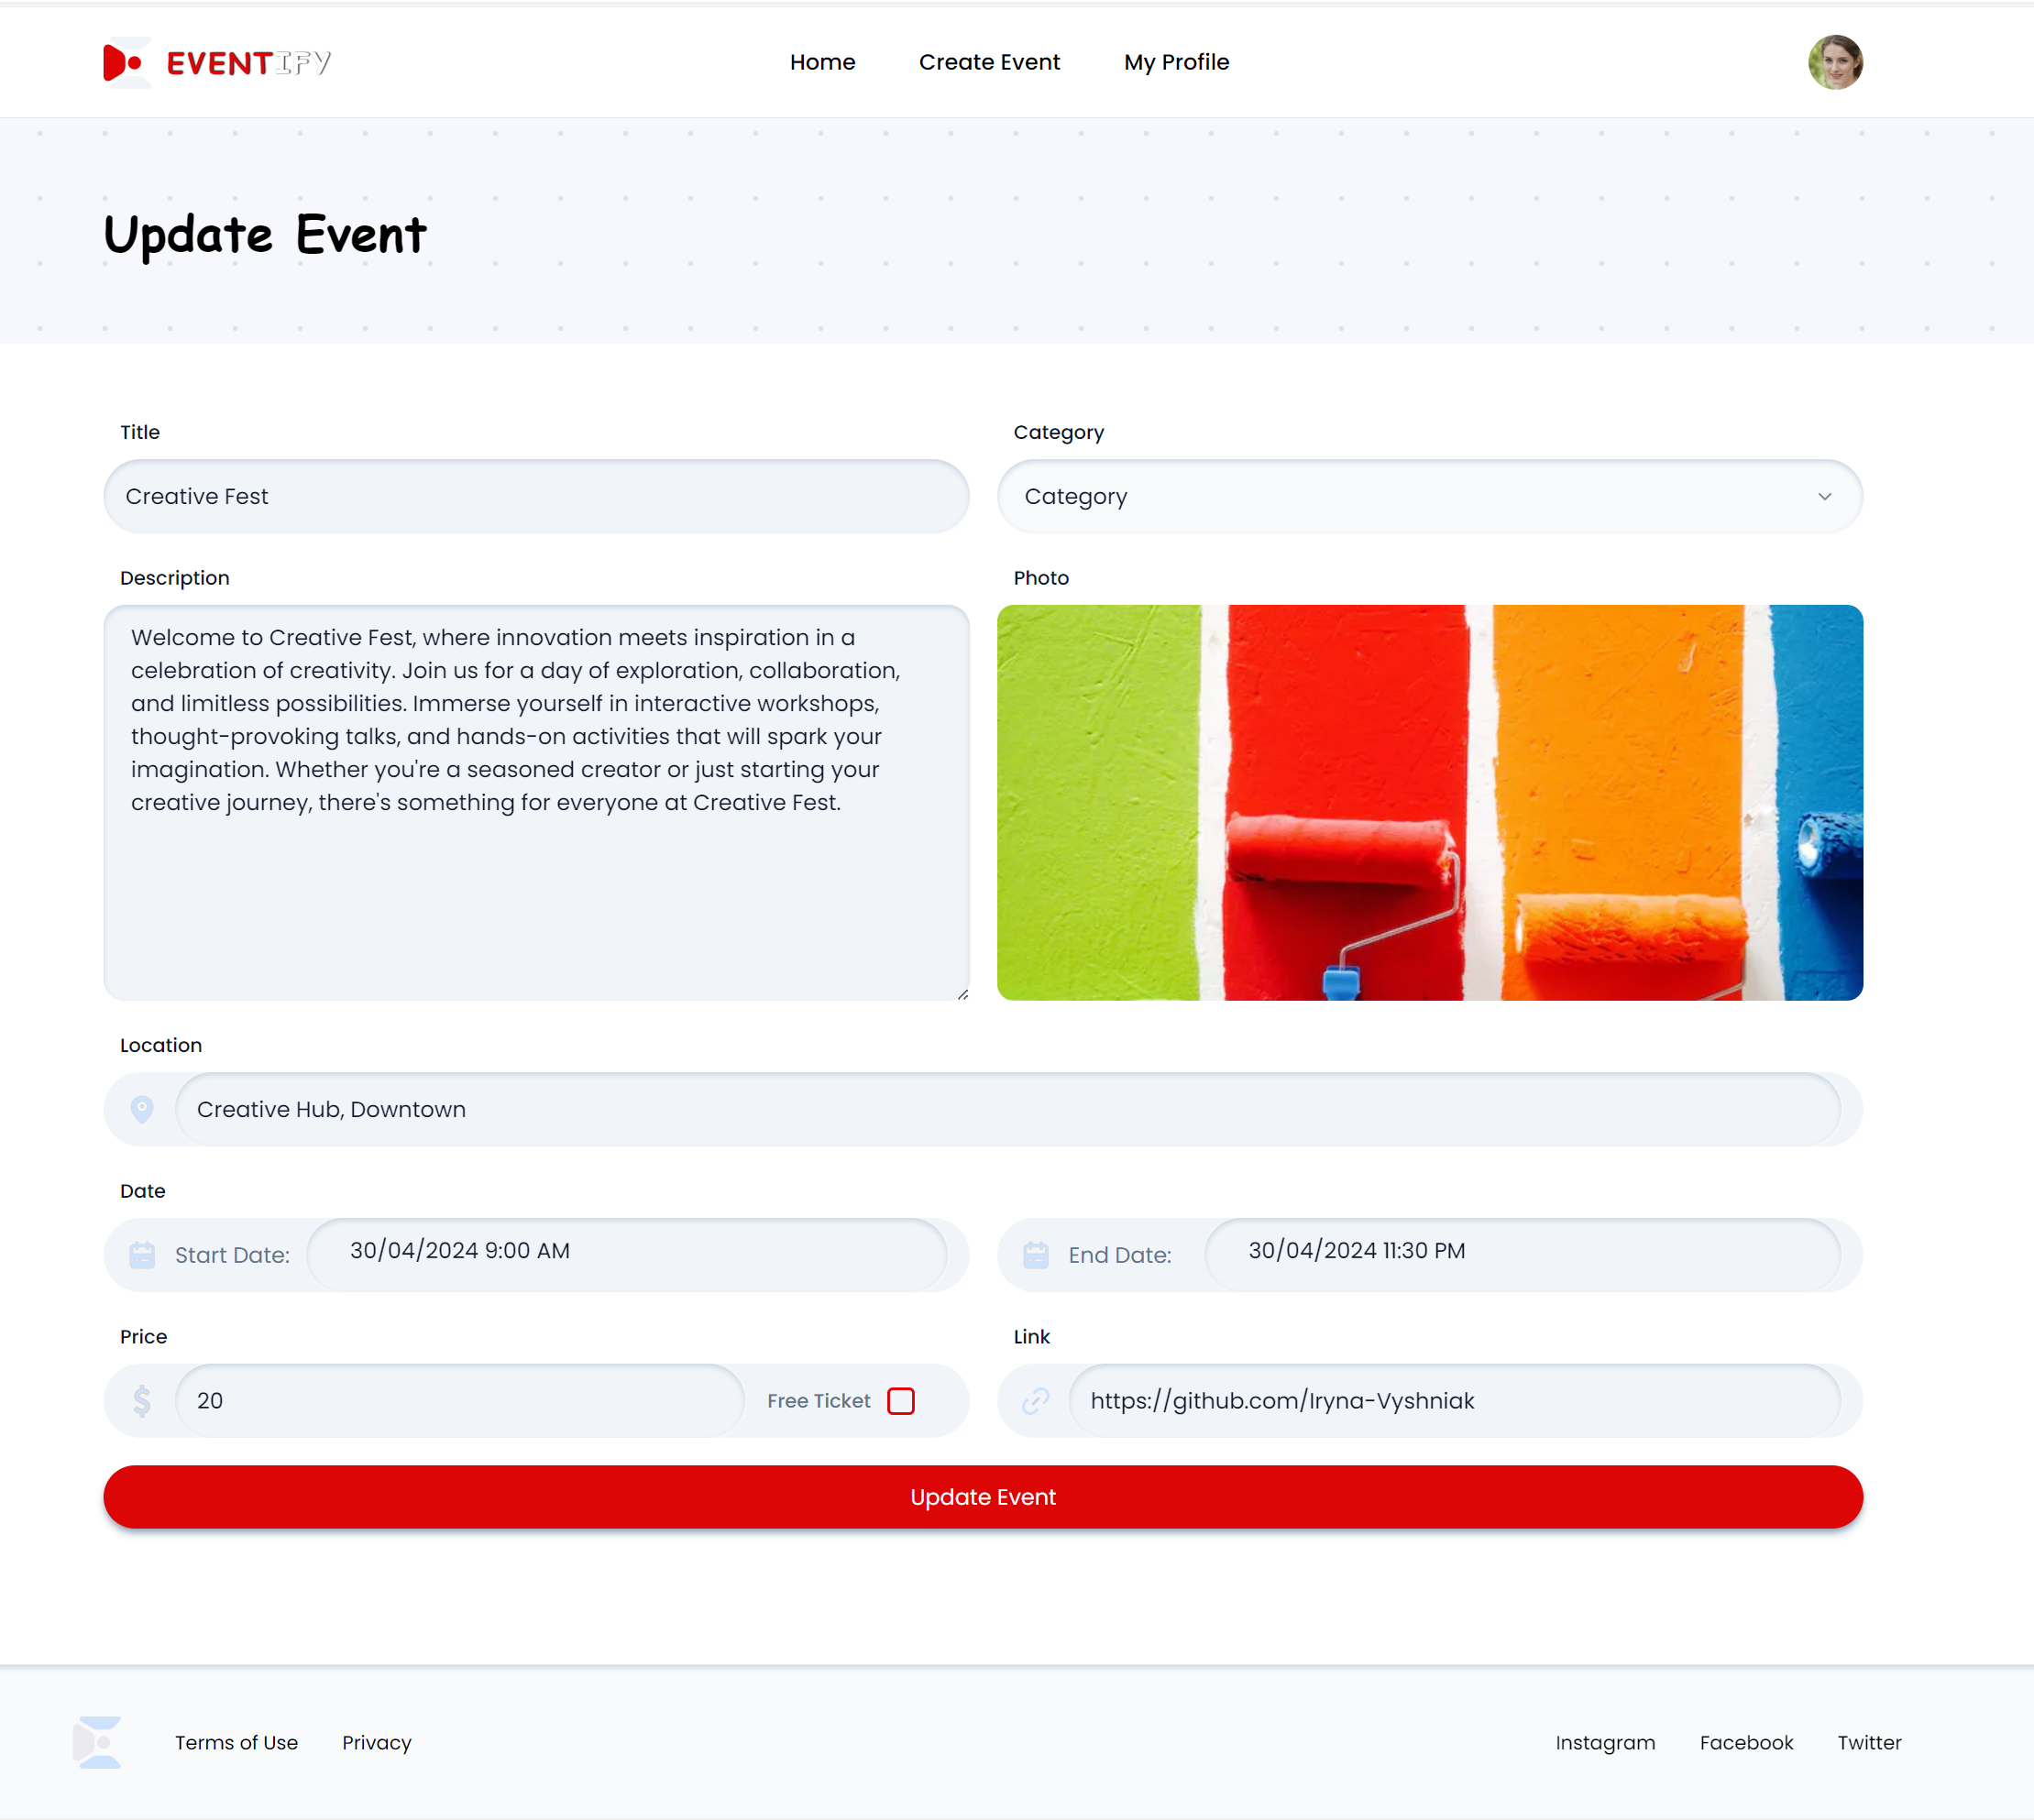 EVENTIFY
Home
Create Event
My Profile
Update Event
Title
Category
Creative Fest
Category
Description
Photo
Welcome to Creative Fest, where innovation meets inspiration in a
celebration of creativity. Join us for a day of exploration, collaboration,
and limitless possibilities. Immerse yourself in interactive workshops,
thought-provoking talks, and hands-on activities that will spark your
imagination. Whether you're a seasoned creator or just starting your
creative journey, there's something for everyone at Creative Fest.
Location
Creative Hub, Downtown
Date
Start Date:
30/04/2024 9:00 AM
End Date:
30/04/2024 11:30 PM
Price
Link
$
20
Free Ticket
https://github.com/Iryna-Vyshniak
Update Event
Terms of Use
Privacy
Instagram
Facebook
Twitter